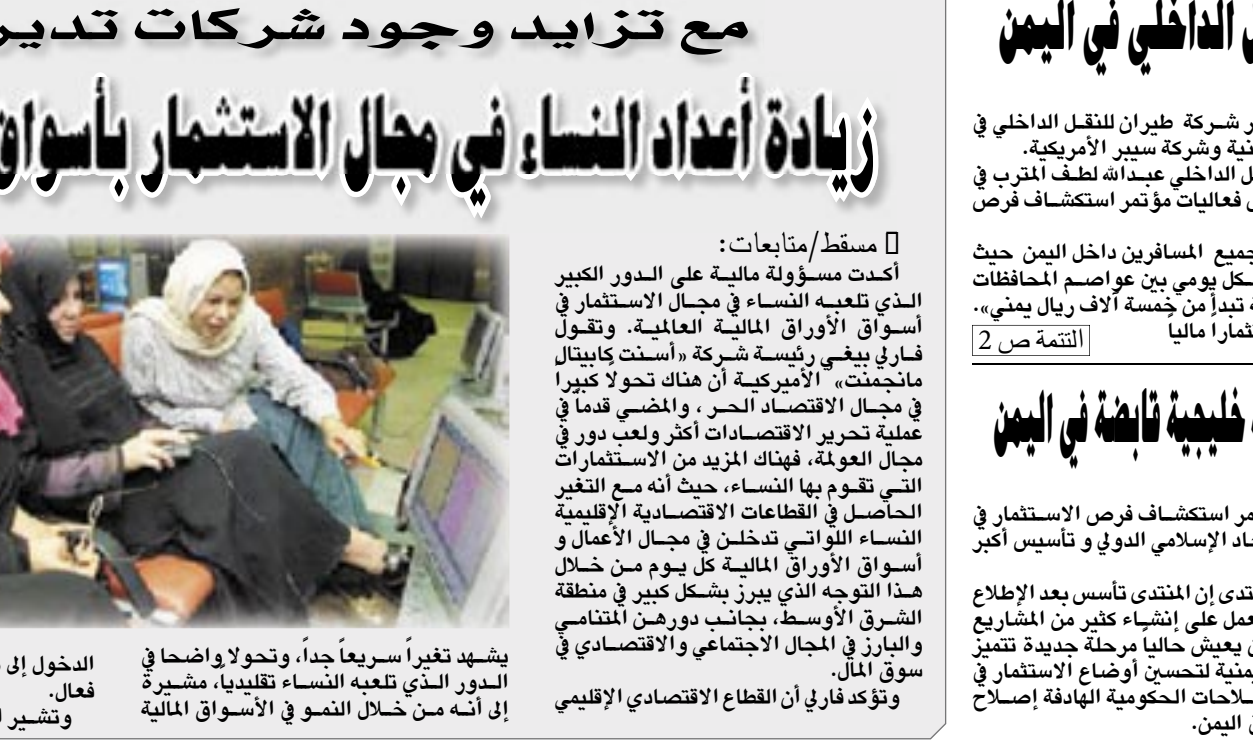 ل الداخلي في اليمن
ر شركة طيران للنقل الداخلي في
نية وشركة سيبر الأمريكية.
ل الداخلي عبدالله لطف المترب في
ن فعاليات مؤتمر استكشاف فرص
جميع المسافرين داخل اليمن حيث
كل يومي بين عواصم المحافظات
ه تبدأ من خمسة آلاف ريال يمني».
ثمارا مالياً
التتمة ص 2
خليجية قابضة في اليمن
مر استكشاف فرص الاستثمار في
اد الإسلامي الدولي و تأسيس أكبر
تدى إن المنتدى تأسس بعد الإطلاع
عمل على إنشاء كثير من المشاريع
ن يعيش حالياً مرحلة جديدة تتميز
يمنية لتحسين أوضاع الاستثمار في
لاحات الحكومية الهادفة إصلاح
ي اليمن.
مع تزايد وجود شركات تدير
زيادة أعداد النساء في مجال الاستثمار بأسواق
مسقط/متابعات:
أكدت مسؤولة مالية على الدور الكبير
الذي تلعبه النساء في مجال الاستثمار في
أسواق الأوراق المالية العالمية. وتقول
فارلي بيغي رئيسة شركة «أسنت كابيتال
مانجمنت» الأميركية أن هناك تحولا كبيراً
في مجال الاقتصاد الحر ، والمضي قدماً في
عملية تحرير الاقتصادات أكثر ولعب دور في
مجال العولمة، فهناك المزيد من الاستثمارات
التي تقوم بها النساء، حيث أنه مع التغير
الحاصل في القطاعات الاقتصادية الإقليمية
النساء اللواتي تدخلن في مجال الأعمال و
أسواق الأوراق المالية كل يوم من خلال
هذا التوجه الذي يبرز بشكل كبير في منطقة
الشرق الأوسط، بجانب دورهن المتنامي
والبارز في المجال الاجتماعي والاقتصادي في
سوق المال.
وتؤكد فارلي أن القطاع الاقتصادي الإقليمي
يشهد تغيراً سريعاً جداً، وتحولا واضحا في
الدور الذي تلعبه النساء تقليدياً، مشيرة
إلى أنه من خلال النمو في الأسواق المالية
الدخول إلى
فعال.
وتشير ا